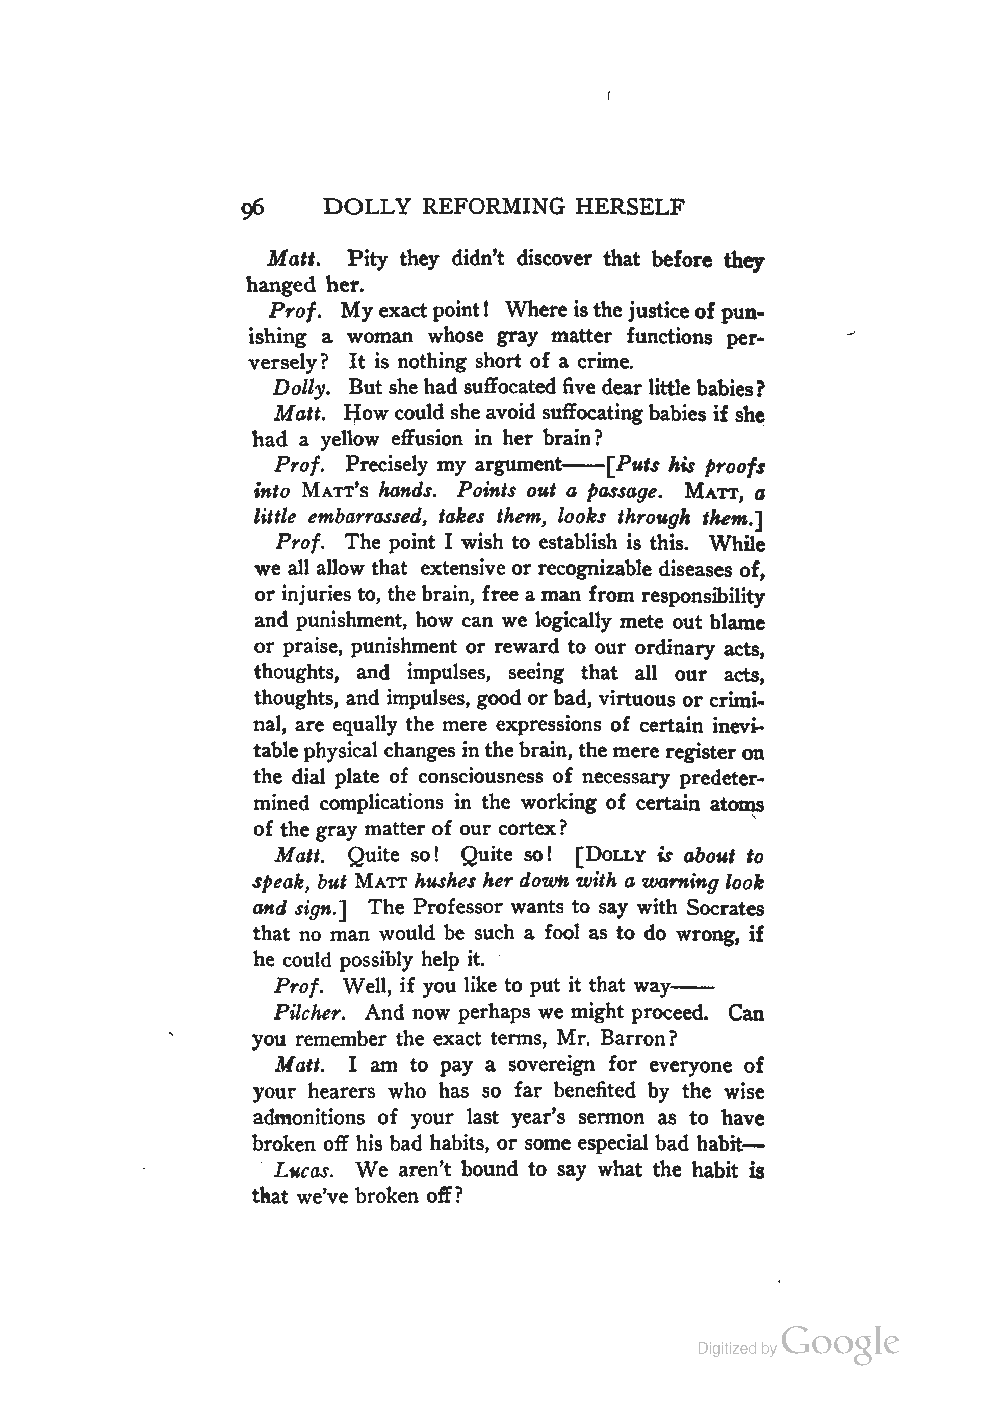 96 DOLLY REFORMING HERSELF
Matt. Pity they didn't discover that before they
hanged her.
Prof. My exact point! Where is the justice of pun-
ishing a woman whose gray matter functions per-
versely? It is nothing short of a crime.
Dolly. But she had suffocated five dear little babies?
Matt. How could she avoid suffocating babies if she
had a yellow effusion in her brain?
Prof. Precisely my argument——[Puts his proofs
into MATT'S hands. Points out a passage. MATT, a
little embarrassed, takes them, looks through them.]
Prof. The point I wish to establish is this. While
we all allow that extensive or recognizable diseases of,
or injuries to, the brain, free a man from responsibility
and punishment, how can we logically mete out blame
or praise, punishment or reward to our ordinary acts,
thoughts, and impulses, seeing that all our acts,
thoughts, and impulses, good or bad, virtuous or crimi-
nal, are equally the mere expressions of certain inevi-
table physical changes in the brain, the mere register on
the dial plate of consciousness of necessary predeter-
mined complications in the working of certain atoms
of the gray matter of our cortex?
Matt. Quite so! Quite so! [DOLLY is about to
speak, but MATT hushes her down with a warning look
and sign.] The Professor wants to say with Socrates
that no man would be such a fool as to do wrong, if
he could possibly help it.
Prof. Well, if you like to put it that way——
Pilcher. And now perhaps we might proceed. Can
you remember the exact terms, Mr. Barron?
Matt. I am to pay a sovereign for everyone of
your hearers who has so far benefited by the wise
admonitions of your last year's sermon as to have
broken off his bad habits, or some especial bad habit—
Lucas. We aren't bound to say what the habit is
that we've broken off?
Digitized by Google